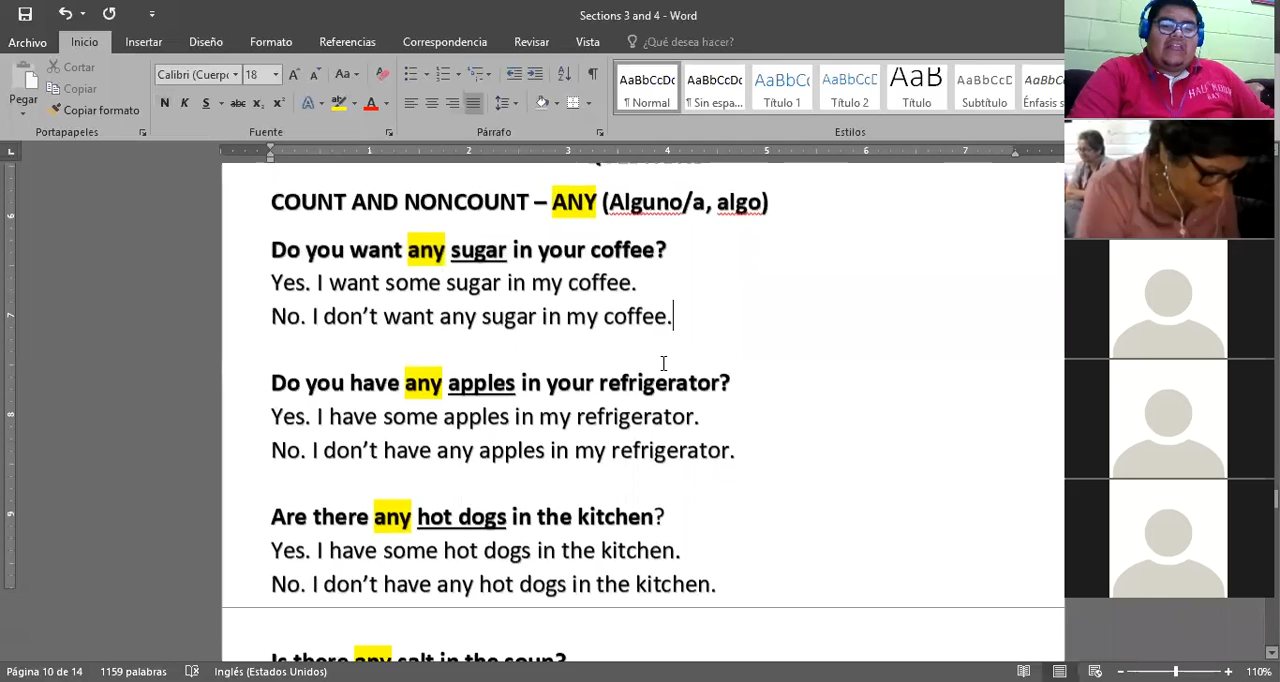 Sections 3 and 4 - Word
Archivo Inicio Insertar Diseño Formato Referencias Correspondencia Revisar Vista ¿Qué desea hacer?
Cortar
Copiar
Copiar formato
Pegar
Portapapeles
Calibri (Cuerpo 18
N K S abc x₂ x²
Fuente
Párrafo
AaBbCcDc AaBbCcDc AaBbC AaBbCcD AaB AaBbCcD
¶ Normal ¶ Sin espa... Título 1 Título 2 Título Subtítulo Énfasis s
Estilos
COUNT AND NONCOUNT – ANY (Alguno/a, algo)
Do you want any sugar in your coffee?
Yes. I want some sugar in my coffee.
No. I don't want any sugar in my coffee.
Do you have any apples in your refrigerator?
Yes. I have some apples in my refrigerator.
No. I don't have any apples in my refrigerator.
Are there any hot dogs in the kitchen?
Yes. I have some hot dogs in the kitchen.
No. I don't have any hot dogs in the kitchen.
Is there any salt in the soup?
Página 10 de 14 1159 palabras Inglés (Estados Unidos) 110%